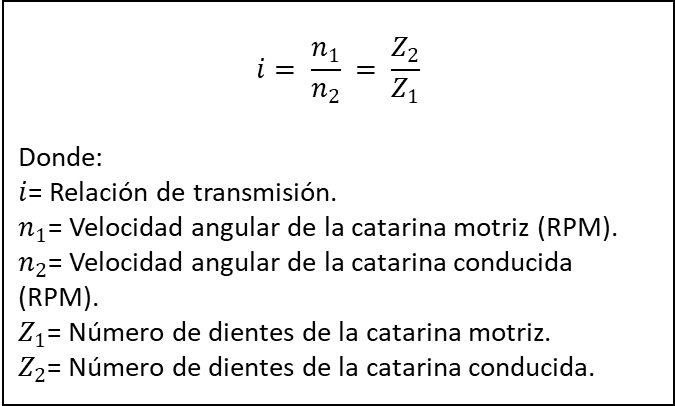 i = n₁/n₂ = Z₂/Z₁
Donde:
i= Relación de transmisión.
n₁= Velocidad angular de la catarina motriz (RPM).
n₂= Velocidad angular de la catarina conducida
(RPM).
Z₁= Número de dientes de la catarina motriz.
Z₂= Número de dientes de la catarina conducida.